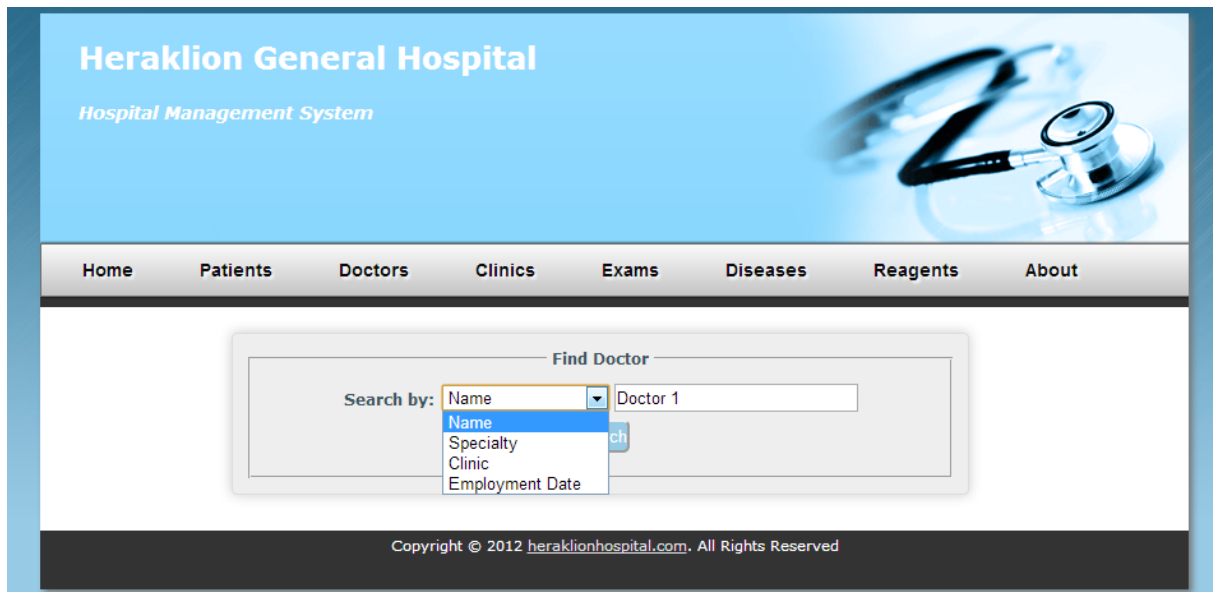 Heraklion General Hospital
Hospital Management System
Home Patients Doctors Clinics Exams Diseases Reagents About
Find Doctor
Search by: Name Doctor 1
Name
Specialty
Clinic
Employment Date
Copyright © 2012 heraklionhospital.com. All Rights Reserved